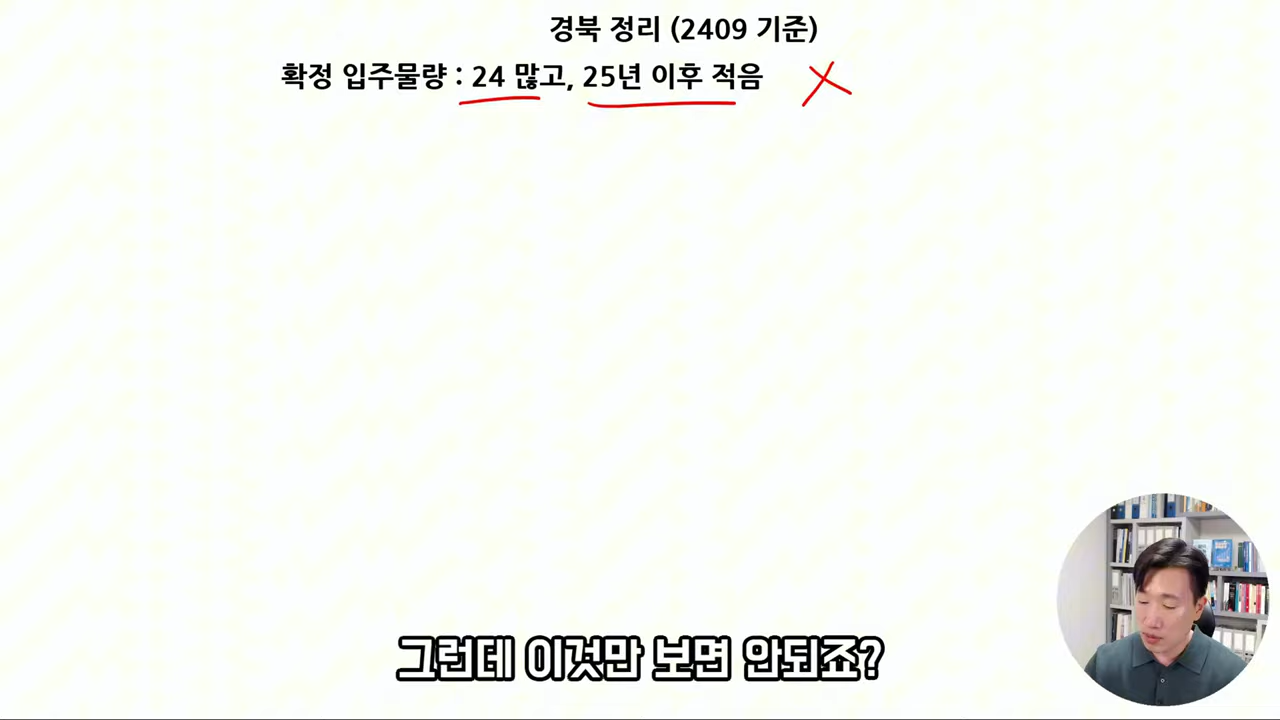 경북 정리 (2409 기준)
확정 입주물량 : 24 많고, 25년 이후 적음
그런데 이것만 보면 안되죠?